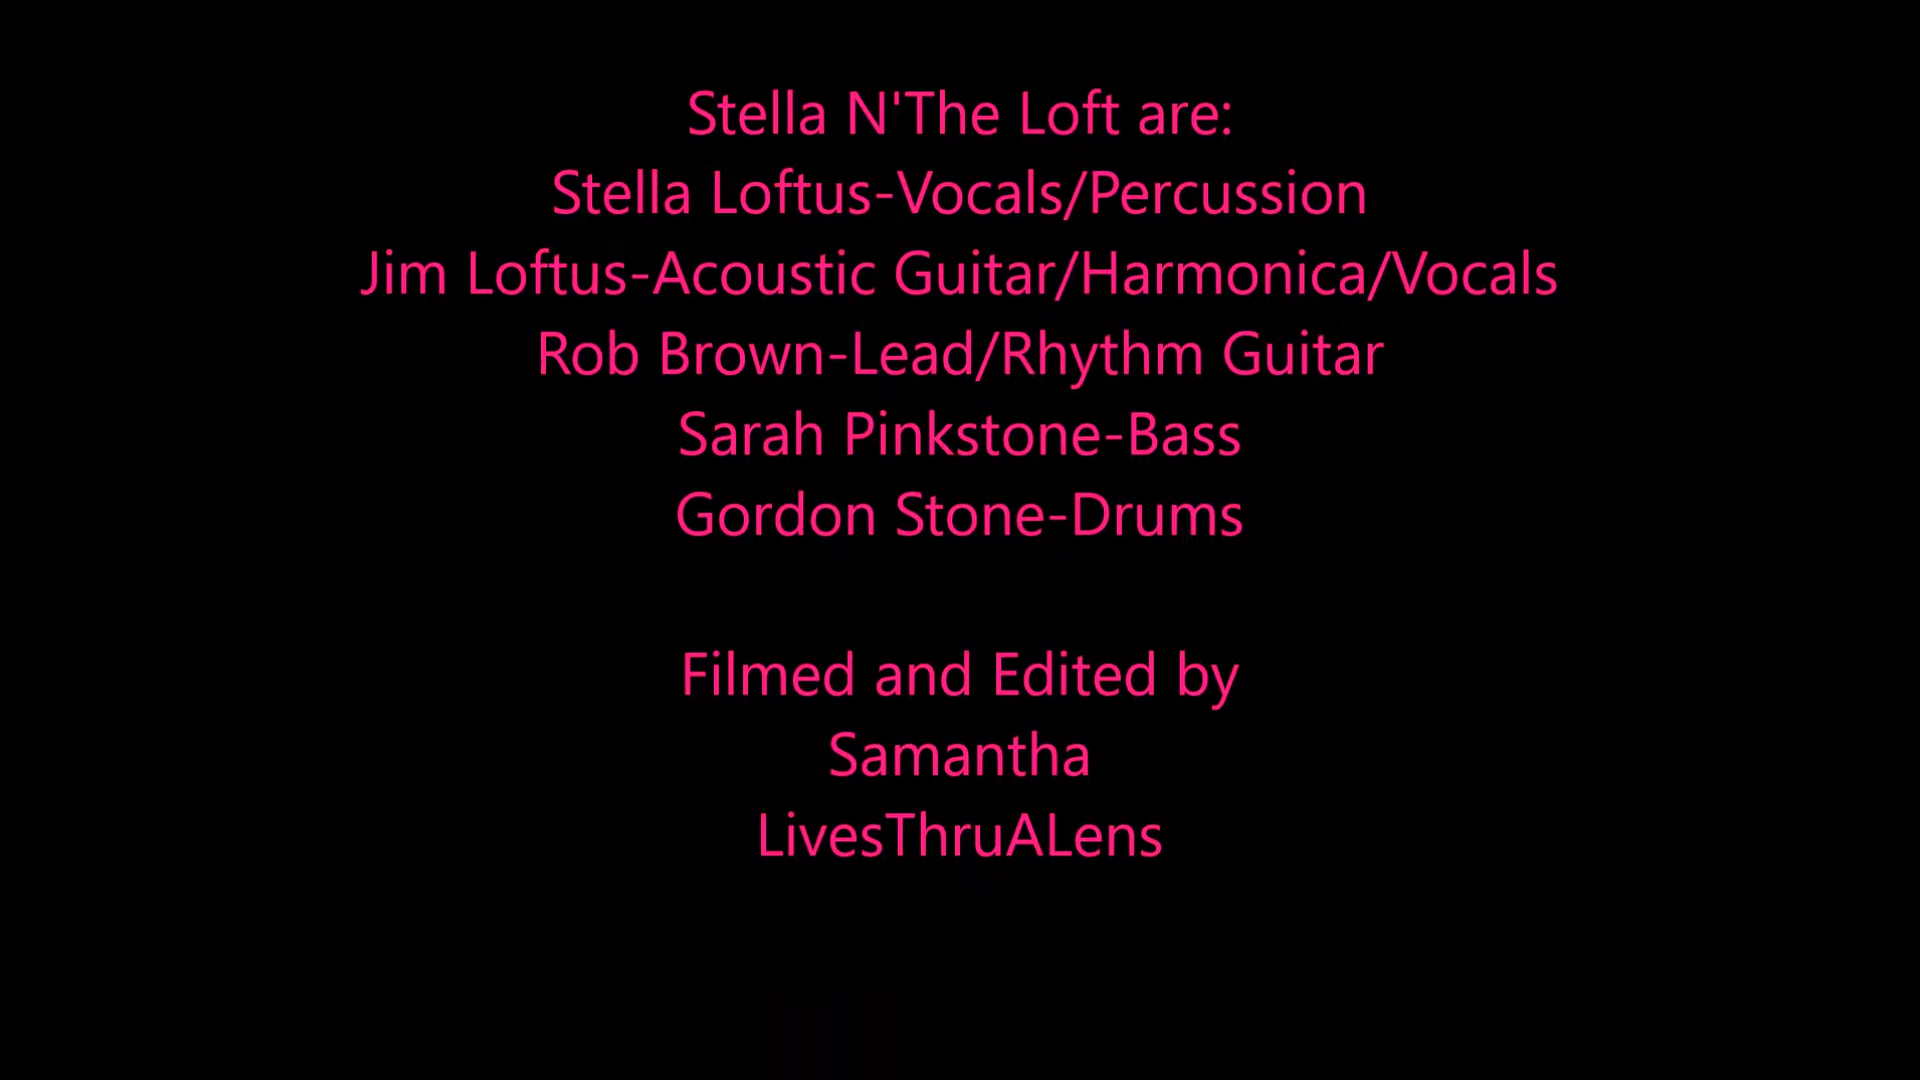 Stella N'The Loft are:
Stella Loftus-Vocals/Percussion
Jim Loftus-Acoustic Guitar/Harmonica/Vocals
Rob Brown-Lead/Rhythm Guitar
Sarah Pinkstone-Bass
Gordon Stone-Drums
Filmed and Edited by
Samantha
LivesThruALens